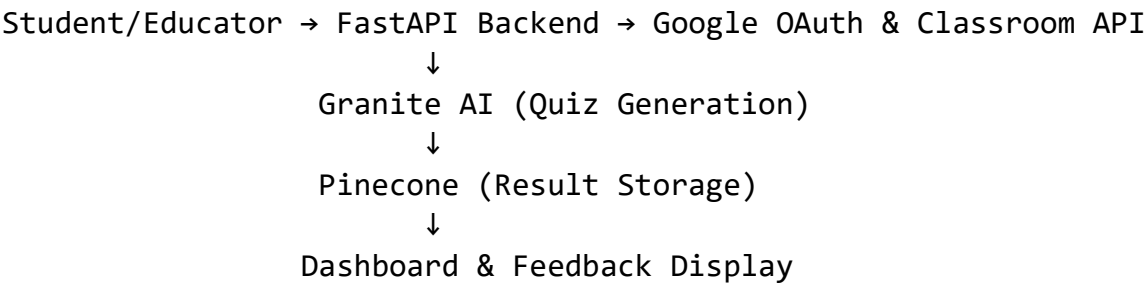 Student/Educator → FastAPI Backend → Google OAuth & Classroom API
↓
Granite AI (Quiz Generation)
↓
Pinecone (Result Storage)
↓
Dashboard & Feedback Display